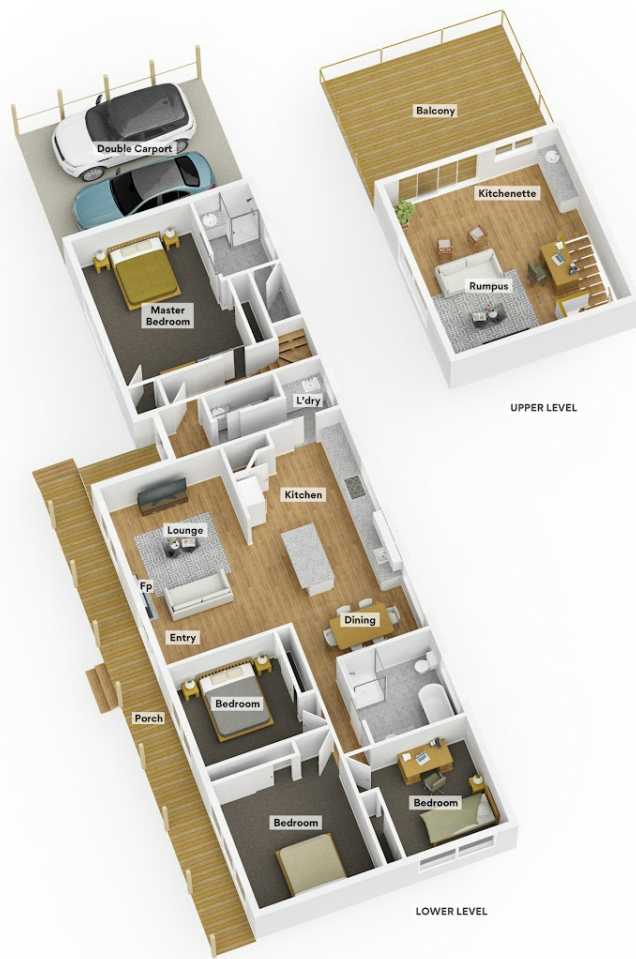 Balcony
Double Carport
Kitchenette
Rumpus
Master
Bedroom
L'dry
UPPER LEVEL
Kitchen
Lounge
Fp
Dining
Entry
Bedroom
Porch
Bedroom
Bedroom
LOWER LEVEL